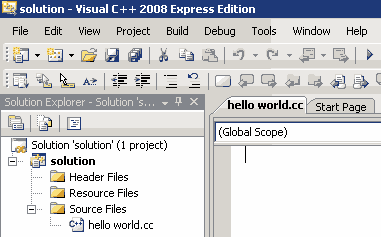 solution - Visual C++ 2008 Express Edition
File Edit View Project Build Debug Tools Window Help
Solution Explorer - Solution 's...
hello world.cc Start Page
(Global Scope)
Solution 'solution' (1 project)
solution
Header Files
Resource Files
Source Files
hello world.cc